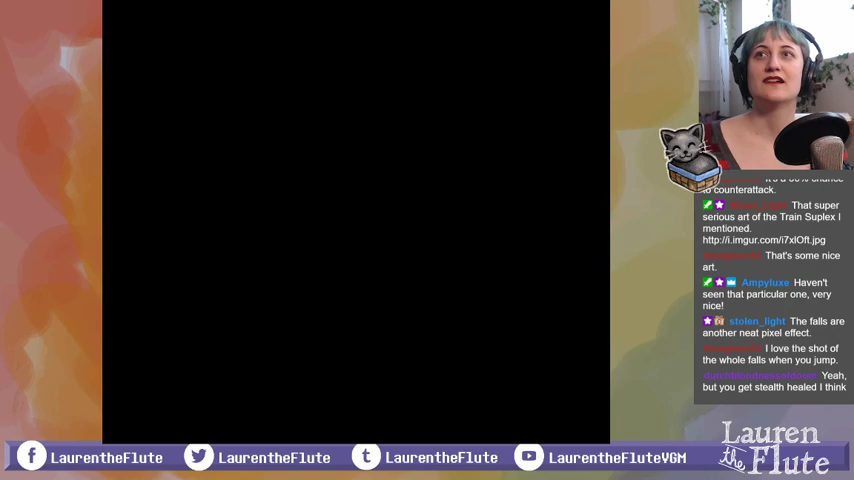 to counterattack.
That super
serious art of the Train Suplex I
mentioned.
http://i.imgur.com/i7xlOft.jpg
That's some nice
art.
Ampyluxe Haven't
seen that particular one, very
nice!
stolen_light The falls are
another neat pixel effect.
I love the shot of
the whole falls when you jump.
Yeah,
but you get stealth healed I think
LaurentheFlute
LaurentheFlute
LaurentheFlute
LaurentheFluteVGM
Lauren
the Flute